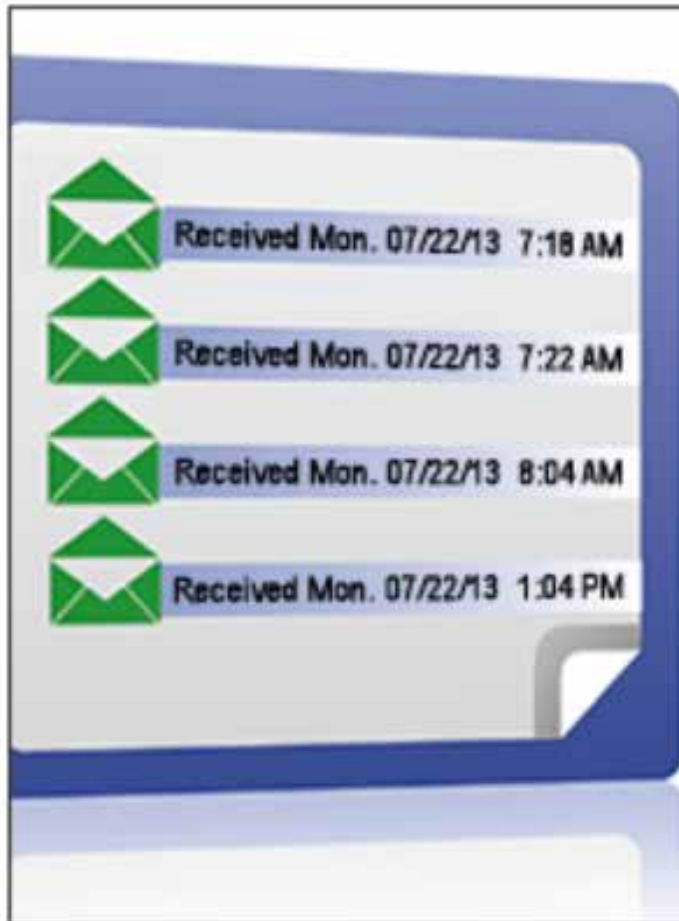 Received Mon. 07/22/13 7:18 AM
Received Mon. 07/22/13 7:22 AM
Received Mon. 07/22/13 8:04 AM
Received Mon. 07/22/13 1:04 PM